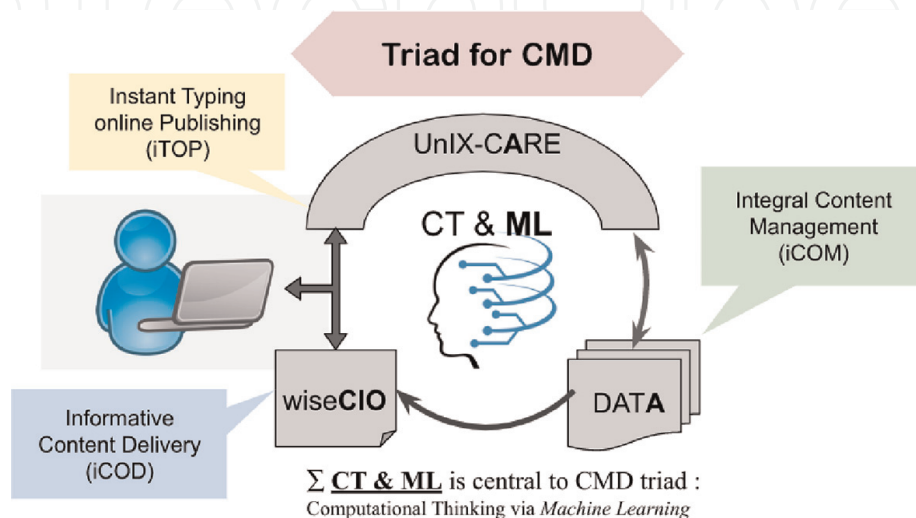 Triad for CMD
Instant Typing
online Publishing
(iTOP)
UnIX-CARE
CT & ML
Integral Content
Management
(iCOM)
wiseCIO
DATA
Informative
Content Delivery
(iCOD)
∑ CT & ML is central to CMD triad :
Computational Thinking via Machine Learning